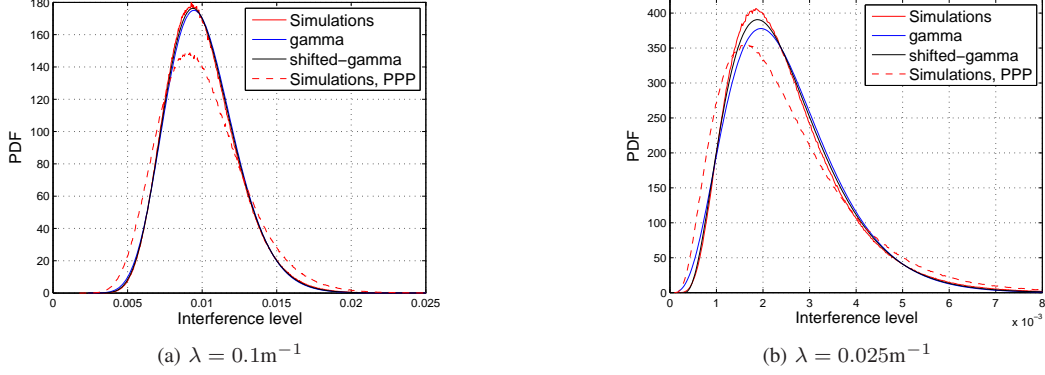 180
160
140
120
100
80
60
40
20
0
PDF
0
0.005
0.01
0.015
0.02
0.025
Interference level
Simulations
gamma
shifted-gamma
Simulations, PPP
(a) λ = 0.1m⁻¹
400
350
300
250
200
150
100
50
0
PDF
0
1
2
3
4
5
6
7
8
x 10⁻³
Interference level
Simulations
gamma
shifted-gamma
Simulations, PPP
(b) λ = 0.025m⁻¹